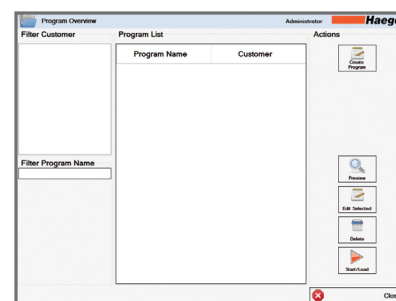 Program Overview
Administrator
Haeg
Filter Customer
Program List
Actions
Program Name
Customer
Create
Program
Filter Program Name
Preview
Edit Selected
Delete
Start/Load
Clos